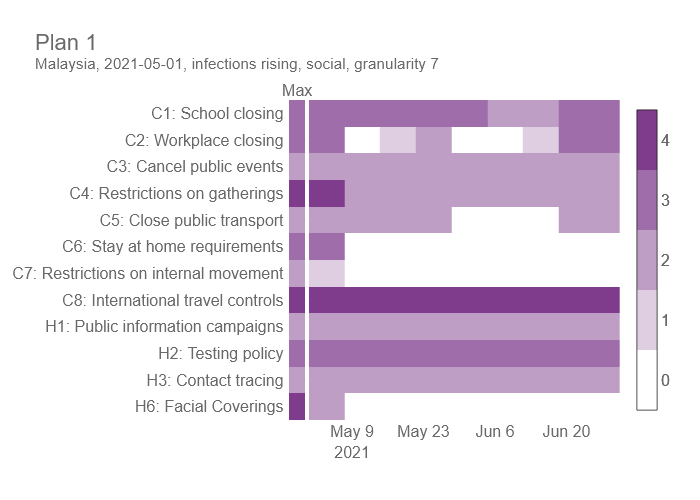 Plan 1
Malaysia, 2021-05-01, infections rising, social, granularity 7
Max
C1: School closing
C2: Workplace closing
C3: Cancel public events
C4: Restrictions on gatherings
C5: Close public transport
C6: Stay at home requirements
C7: Restrictions on internal movement
C8: International travel controls
H1: Public information campaigns
H2: Testing policy
H3: Contact tracing
H6: Facial Coverings
May 9 May 23 Jun 6 Jun 20
2021
4
3
2
1
0